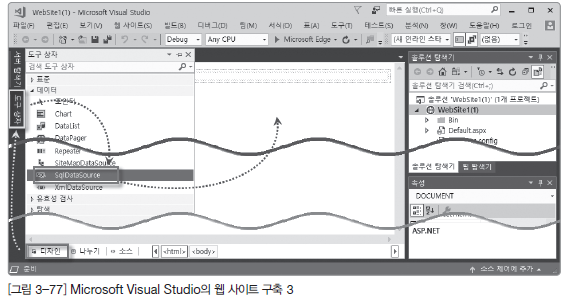 WebSite1(1) - Microsoft Visual Studio
빠른 실행(Ctrl+Q)
파일(F) 편집(E) 보기(V) 웹 사이트(S) 빌드(B) 디버그(D) 팀(M) 서식(O) 표(A) 도구(T) 테스트(S) 분석(N) 창(W) 도움말(H) 로그인
Debug Any CPU Microsoft Edge (새 인라인 스타 (없음)
서버 탐색기
도구 상자
도구 상자
검색 도구 상자
표준
데이터
포인터
Chart
DataList
DataPager
Repeater
SiteMapDataSource
SqlDataSource
XmlDataSource
유효성 검사
탐색
디자인 나누기 소스 <html> <body>
솔루션 탐색기
솔루션 탐색기 검색(Ctrl+;)
솔루션 'WebSite1(1)' (1개 프로젝트)
WebSite1(1)
Bin
Default.aspx
.config
솔루션 탐색기 팀 탐색기
속성
DOCUMENT
ASP.NET
준비
소스 제어에 추가
[그림 3-77] Microsoft Visual Studio의 웹 사이트 구축 3